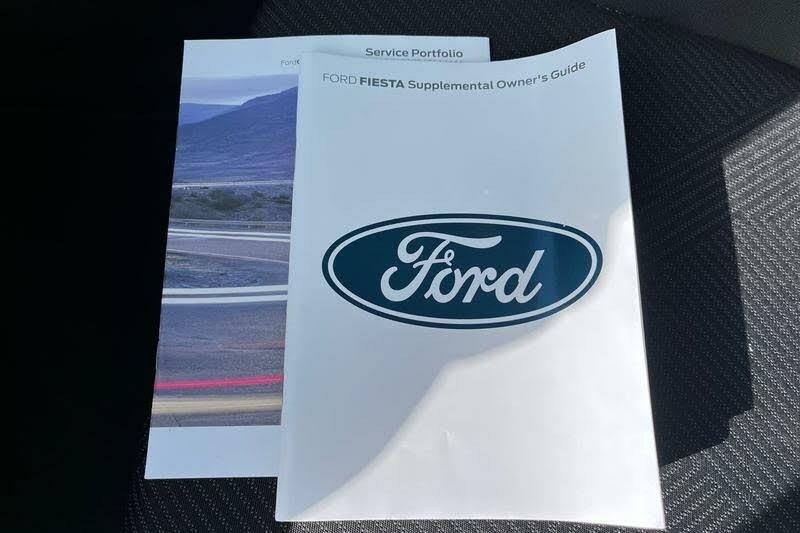 Service Portfolio
FORD FIESTA Supplemental Owner's Guide
Ford